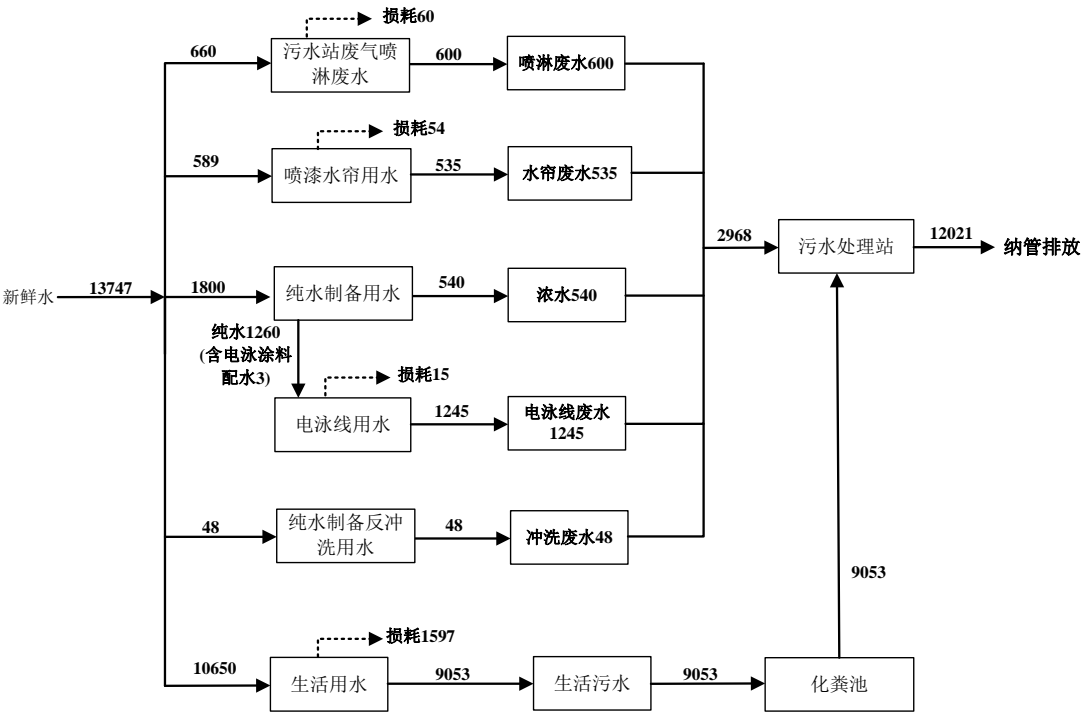 损耗60
660
污水站废气喷
淋废水
600
喷淋废水600
损耗54
589
喷漆水帘用水
535
水帘废水535
2968
污水处理站
12021
纳管排放
新鲜水
13747
1800
纯水制备用水
540
浓水540
纯水1260
(含电泳涂料
配水3)
损耗15
电泳线用水
1245
电泳线废水
1245
48
纯水制备反冲
洗用水
48
冲洗废水48
9053
损耗1597
10650
生活用水
9053
生活污水
9053
化粪池